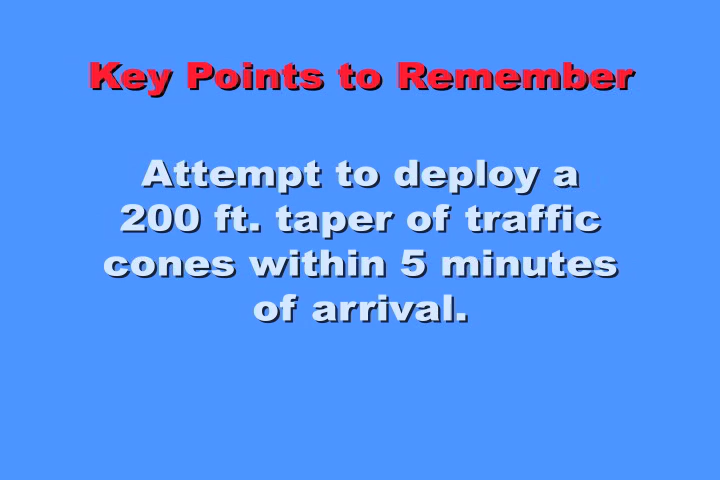 Key Points to Remember
Attempt to deploy a
200 ft. taper of traffic
cones within 5 minutes
of arrival.